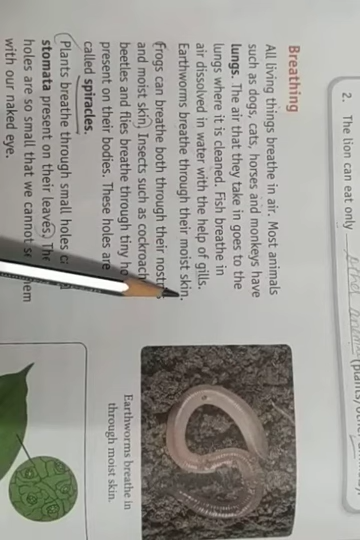 2. The lion can eat only
(plants/
Breathing
All living things breathe in air. Most animals
such as dogs, cats, horses and monkeys have
lungs. The air that they take in goes to the
lungs where it is cleaned. Fish breathe in
air dissolved in water with the help of gills.
Earthworms breathe through their moist skin.
Frogs can breathe both through their
and moist skin. Insects such as
beetles and flies breathe through tiny
present on their bodies. These holes are
called spiracles.
Plants breathe through small holes
stomata present on their leaves.
holes are so small that we cannot
with our naked eye.
Earthworms breathe in
through moist skin.